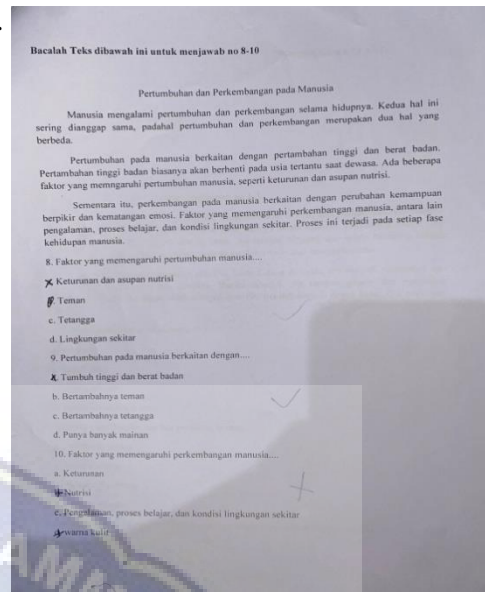 Bacalah Teks dibawah ini untuk menjawab no 8-10
Pertumbuhan dan Perkembangan pada Manusia
Manusia mengalami pertumbuhan dan perkembangan selama hidupnya. Kedua hal ini
sering dianggap sama, padahal pertumbuhan dan perkembangan merupakan dua hal yang
berbeda.
Pertumbuhan pada manusia berkaitan dengan pertambahan tinggi dan berat badan.
Pertambahan tinggi badan biasanya akan berhenti pada usia tertantu saat dewasa. Ada beberapa
faktor yang memngaruhi pertumbuhan manusia, seperti keturunan dan asupan nutrisi.
Sementara itu, perkembangan pada manusia berkaitan dengan perubahan kemampuan
berpikir dan kematangan emosi. Faktor yang memengaruhi perkembangan manusia, antara lain
pengalaman, proses belajar, dan kondisi lingkungan sekitar. Proses ini terjadi pada setiap fase
kehidupan manusia.
8. Faktor yang memengaruhi pertumbuhan manusia....
Keturunan dan asupan nutrisi
Teman
c. Tetangga
d. Lingkungan sekitar
9. Pertumbuhan pada manusia berkaitan dengan....
Tumbuh tinggi dan berat badan
b. Bertambahnya teman
c. Bertambahnya tetangga
d. Punya banyak mainan
10. Faktor yang memengaruhi perkembangan manusia....
a. Keturunan
Nutrisi
c. Pengalaman, proses belajar, dan kondisi lingkungan sekitar
warna kulit